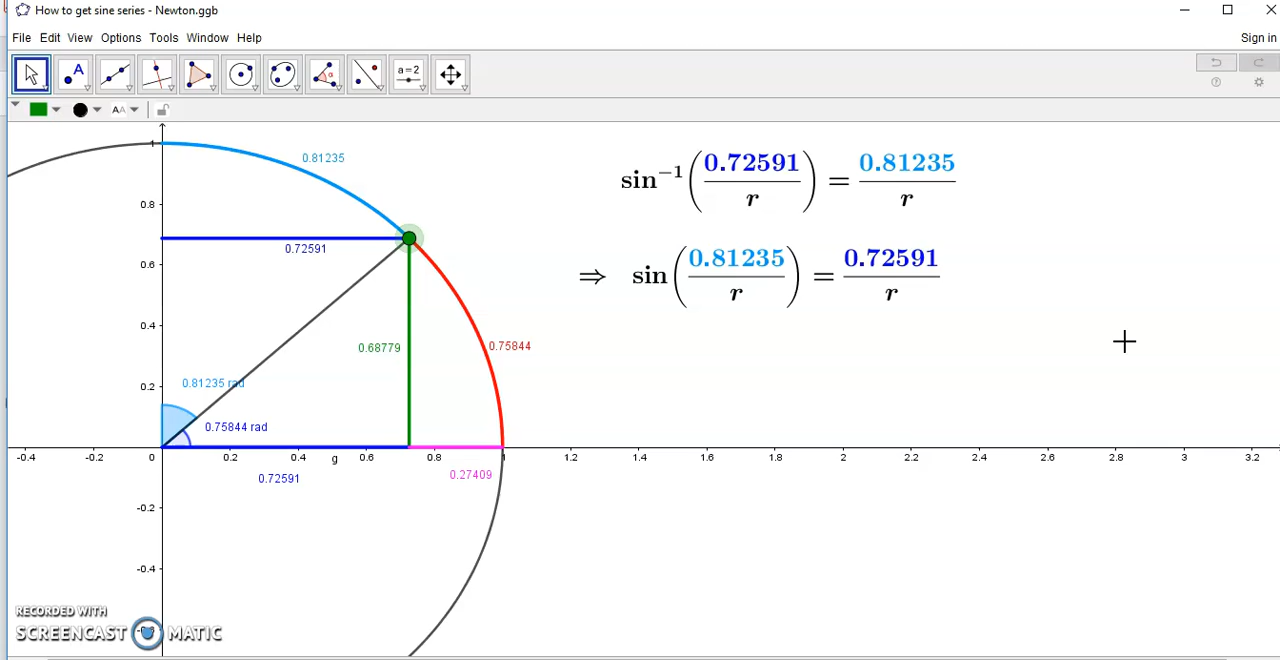 How to get sine series - Newton.ggb
File Edit View Options Tools Window Help
Sign in
A
α
a=2
AA
1
0.81235
sin⁻¹(0.72591/r) = 0.81235/r
0.8
0.72591
0.6
⇒ sin(0.81235/r) = 0.72591/r
0.4
0.68779
0.75844
0.2
0.81235 rad
0.75844 rad
-0.4 -0.2 0 0.2 0.4 g 0.6 0.8 1 1.2 1.4 1.6 1.8 2 2.2 2.4 2.6 2.8 3 3.2
0.72591
0.27409
-0.2
-0.4
RECORDED WITH
SCREENCAST MATIC